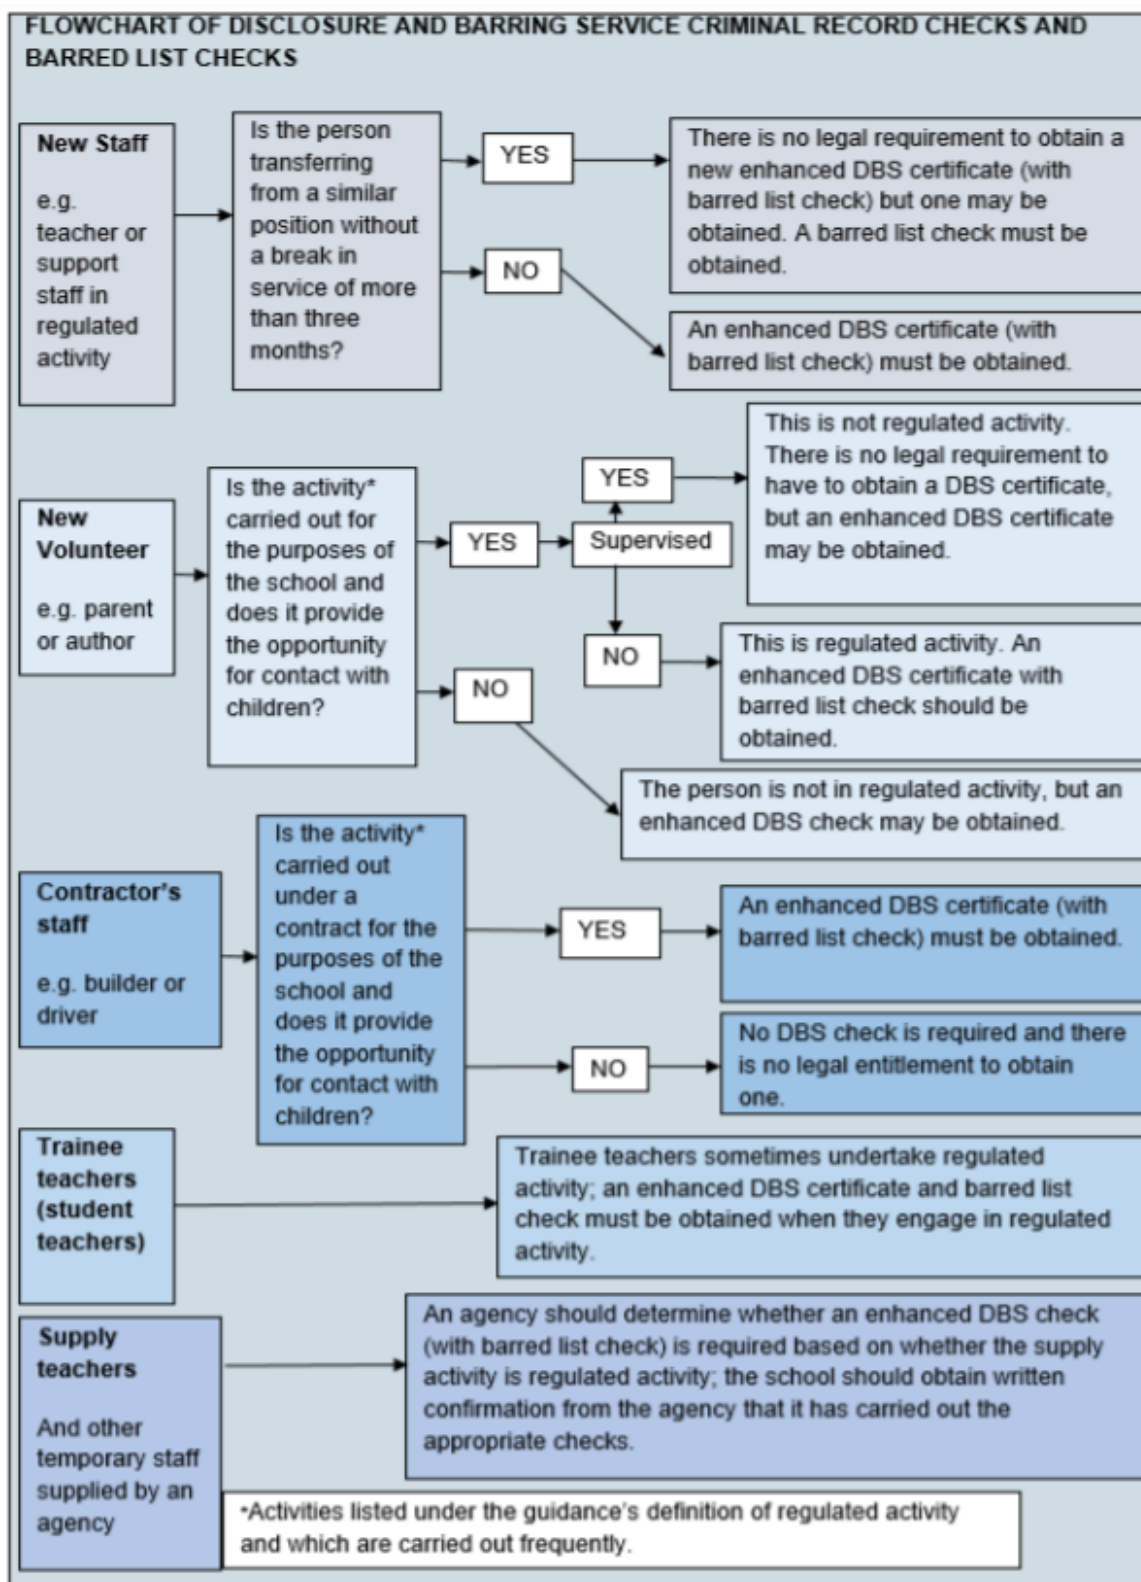 FLOWCHART OF DISCLOSURE AND BARRING SERVICE CRIMINAL RECORD CHECKS AND
BARRED LIST CHECKS
New Staff
e.g.
teacher or
support
staff in
regulated
activity
Is the person
transferring
from a similar
position without
a break in
service of more
than three
months?
YES
There is no legal requirement to obtain a
new enhanced DBS certificate (with
barred list check) but one may be
obtained. A barred list check must be
obtained.
NO
An enhanced DBS certificate (with
barred list check) must be obtained.
New
Volunteer
e.g. parent
or author
Is the activity*
carried out for
the purposes of
the school and
does it provide
the opportunity
for contact with
children?
YES
Supervised
YES
This is not regulated activity.
There is no legal requirement to
have to obtain a DBS certificate,
but an enhanced DBS certificate
may be obtained.
NO
This is regulated activity. An
enhanced DBS certificate with
barred list check should be
obtained.
NO
The person is not in regulated activity, but an
enhanced DBS check may be obtained.
Contractor's
staff
e.g. builder or
driver
Is the activity*
carried out
under a
contract for the
purposes of the
school and
does it provide
the opportunity
for contact with
children?
YES
An enhanced DBS certificate (with
barred list check) must be obtained.
NO
No DBS check is required and there
is no legal entitlement to obtain
one.
Trainee
teachers
(student
teachers)
Trainee teachers sometimes undertake regulated
activity; an enhanced DBS certificate and barred list
check must be obtained when they engage in regulated
activity.
Supply
teachers
And other
temporary staff
supplied by an
agency
An agency should determine whether an enhanced DBS check
(with barred list check) is required based on whether the supply
activity is regulated activity; the school should obtain written
confirmation from the agency that it has carried out the
appropriate checks.
*Activities listed under the guidance's definition of regulated activity
and which are carried out frequently.